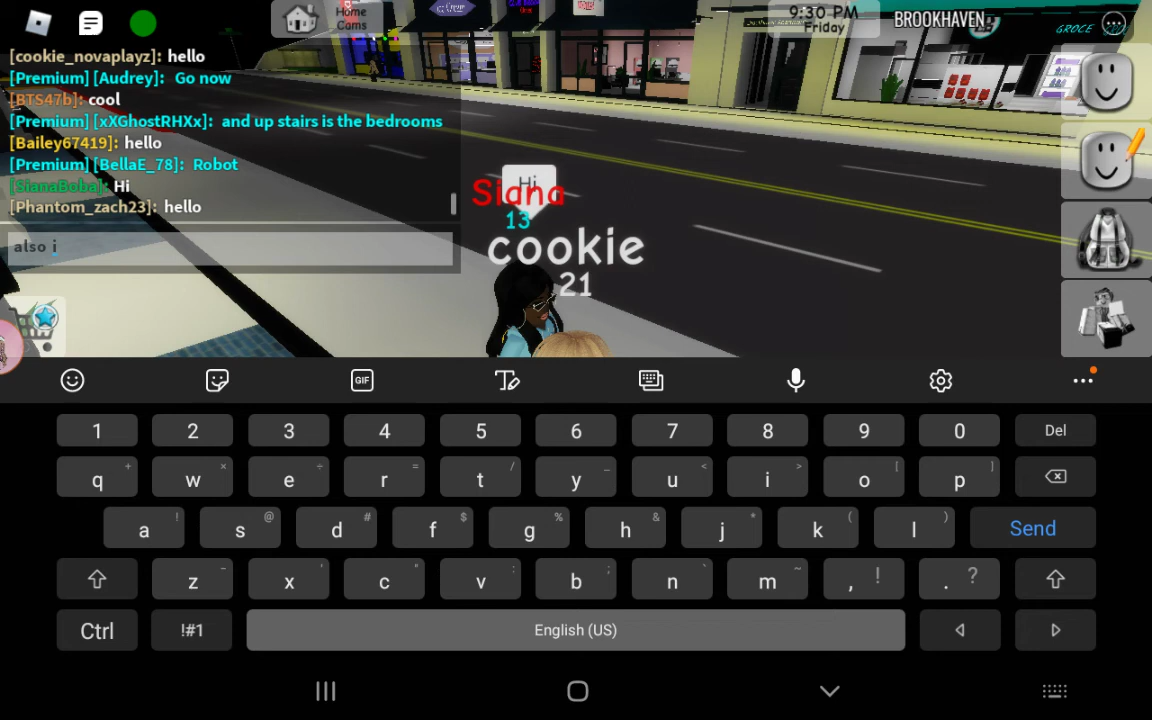 Home
Cams
9:30 PM
Friday
BROOKHAVEN
GROCE
[cookie_novaplayz]: hello
[Premium] [Audrey]: Go now
[BTS47b]: cool
[Premium] [xXGhostRHXx]: and up stairs is the bedrooms
[Bailey67419]: hello
[Premium] [BellaE_78]: Robot
[SianaBoba]: Hi
[Phantom_zach23]: hello
also i
Hi
Siana
13
cookie
21
GIF
1 2 3 4 5 6 7 8 9 0 Del
q + w × e ÷ r = t / y _ u < i > o [ p ]
a ! s @ d # f $ g % h & j * k ( l ) Send
z - x ' c " v : b ; n ` m ~ , ! . ?
Ctrl !#1 English (US)